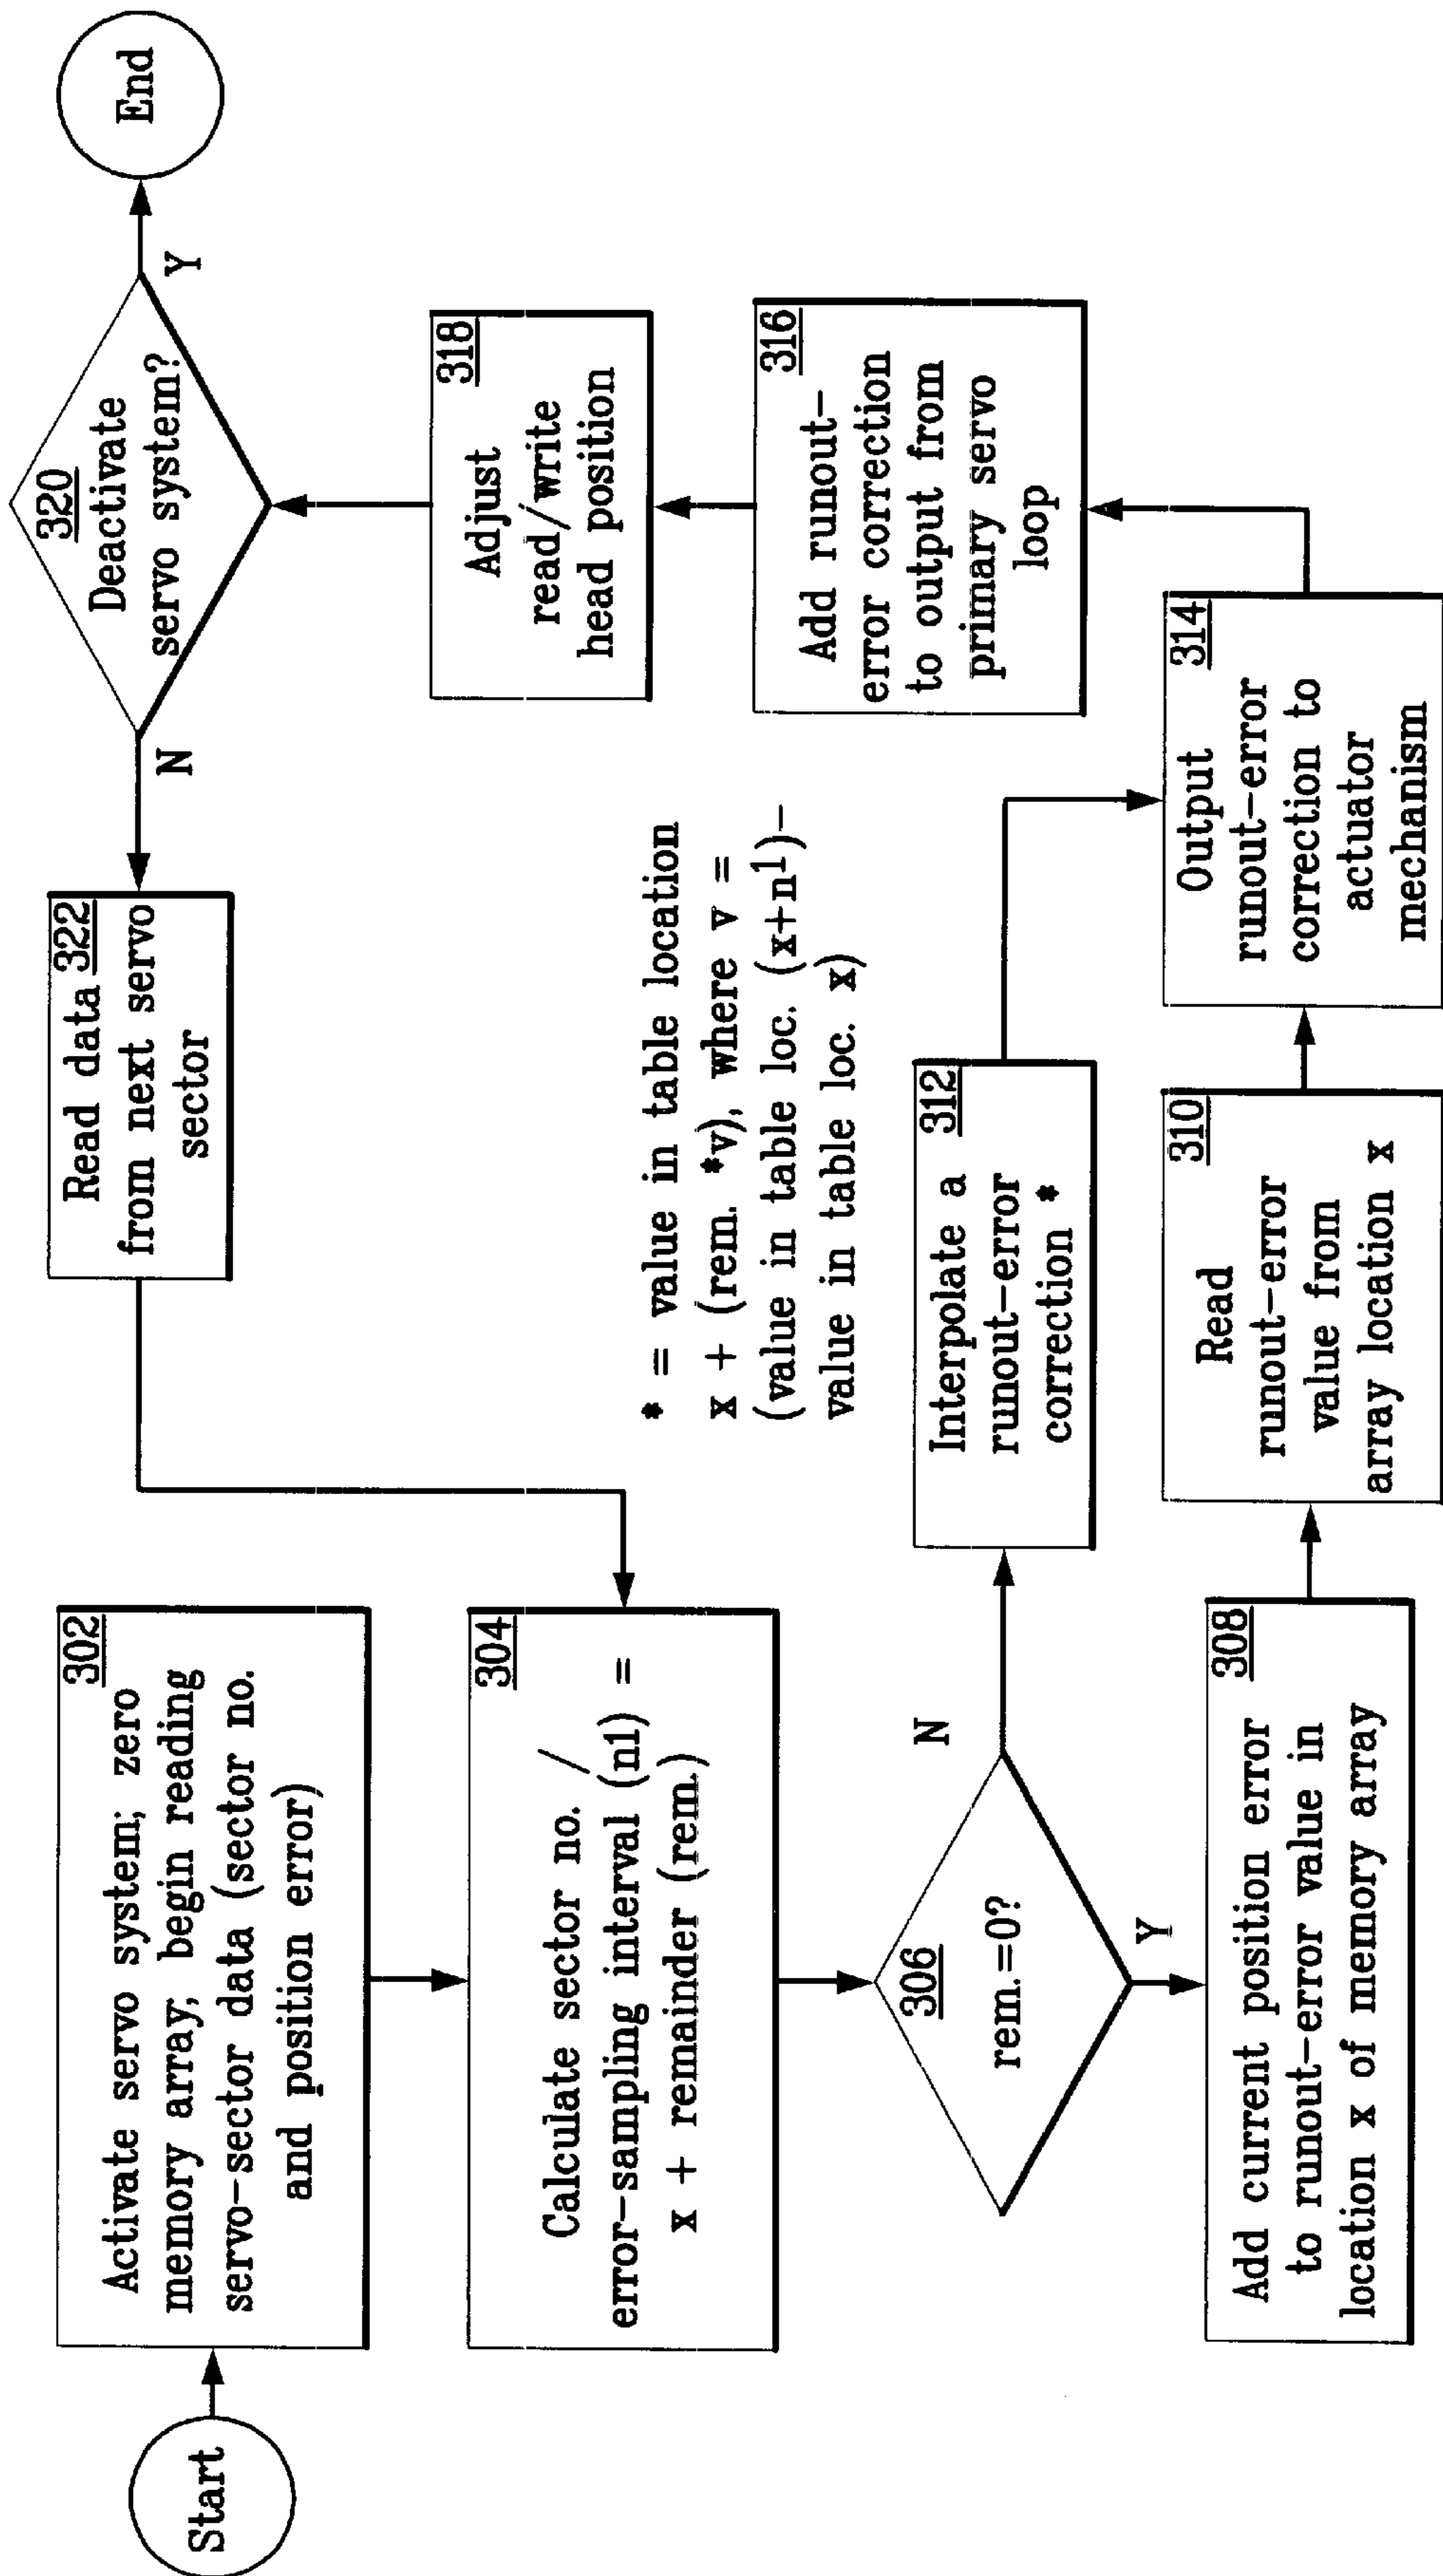 Start
302
Activate servo system; zero
memory array; begin reading
servo-sector data (sector no.
and position error)
304
Calculate sector no. /
error-sampling interval (n1) =
x + remainder (rem.)
306
rem.=0?
N
Y
308
Add current position error
to runout-error value in
location x of memory array
310
Read
runout-error
value from
array location x
312
Interpolate a
runout-error
correction *
* = value in table location
x + (rem. *v), where v =
(value in table loc. (x+n1)-
value in table loc. x)
314
Output
runout-error
correction to
actuator
mechanism
316
Add runout-
error correction
to output from
primary servo
loop
318
Adjust
read/write
head position
320
Deactivate
servo system?
N
Y
Read data 322
from next servo
sector
End